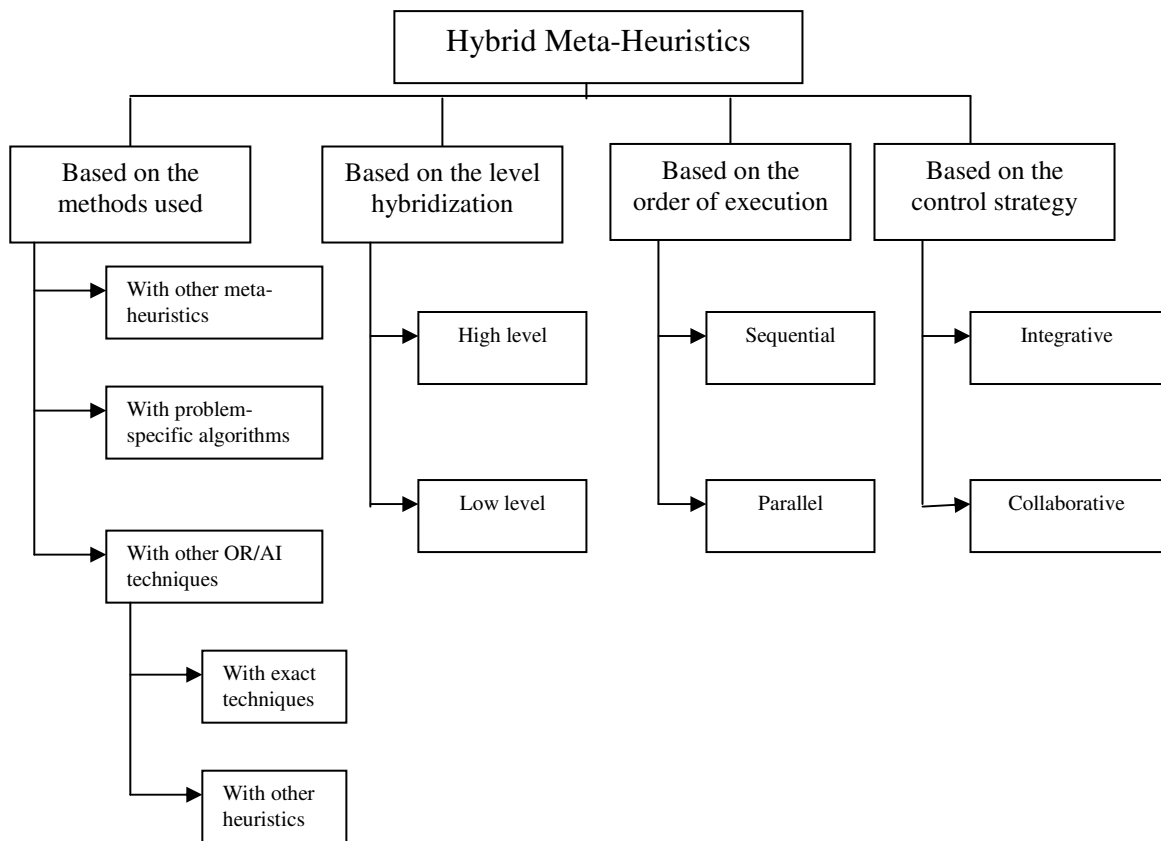 Hybrid Meta-Heuristics
Based on the
methods used
Based on the level
hybridization
Based on the
order of execution
Based on the
control strategy
With other meta-
heuristics
With problem-
specific algorithms
With other OR/AI
techniques
With exact
techniques
With other
heuristics
High level
Low level
Sequential
Parallel
Integrative
Collaborative